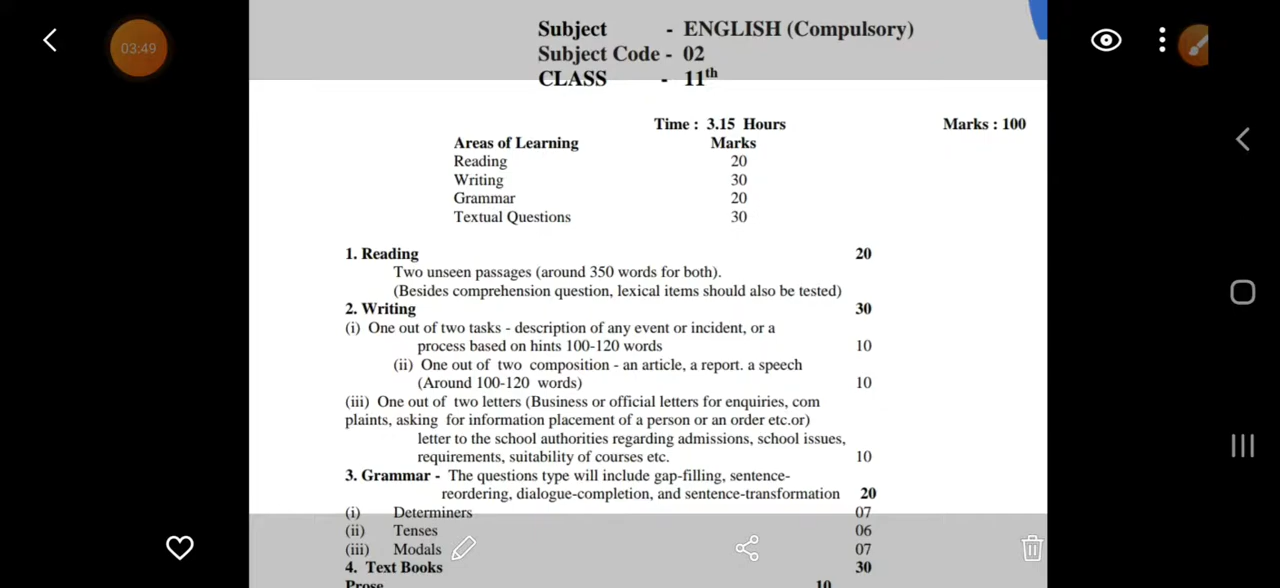 03:49
Subject - ENGLISH (Compulsory)
Subject Code - 02
CLASS - 11th
Time : 3.15 Hours Marks : 100
Areas of Learning Marks
Reading 20
Writing 30
Grammar 20
Textual Questions 30
1. Reading 20
Two unseen passages (around 350 words for both).
(Besides comprehension question, lexical items should also be tested)
2. Writing 30
(i) One out of two tasks - description of any event or incident, or a
process based on hints 100-120 words 10
(ii) One out of two composition - an article, a report. a speech
(Around 100-120 words) 10
(iii) One out of two letters (Business or official letters for enquiries, com
plaints, asking for information placement of a person or an order etc.or)
letter to the school authorities regarding admissions, school issues,
requirements, suitability of courses etc. 10
3. Grammar - The questions type will include gap-filling, sentence-
reordering, dialogue-completion, and sentence-transformation 20
(i) Determiners 07
(ii) Tenses 06
(iii) Modals 07
4. Text Books 30
Prose 10